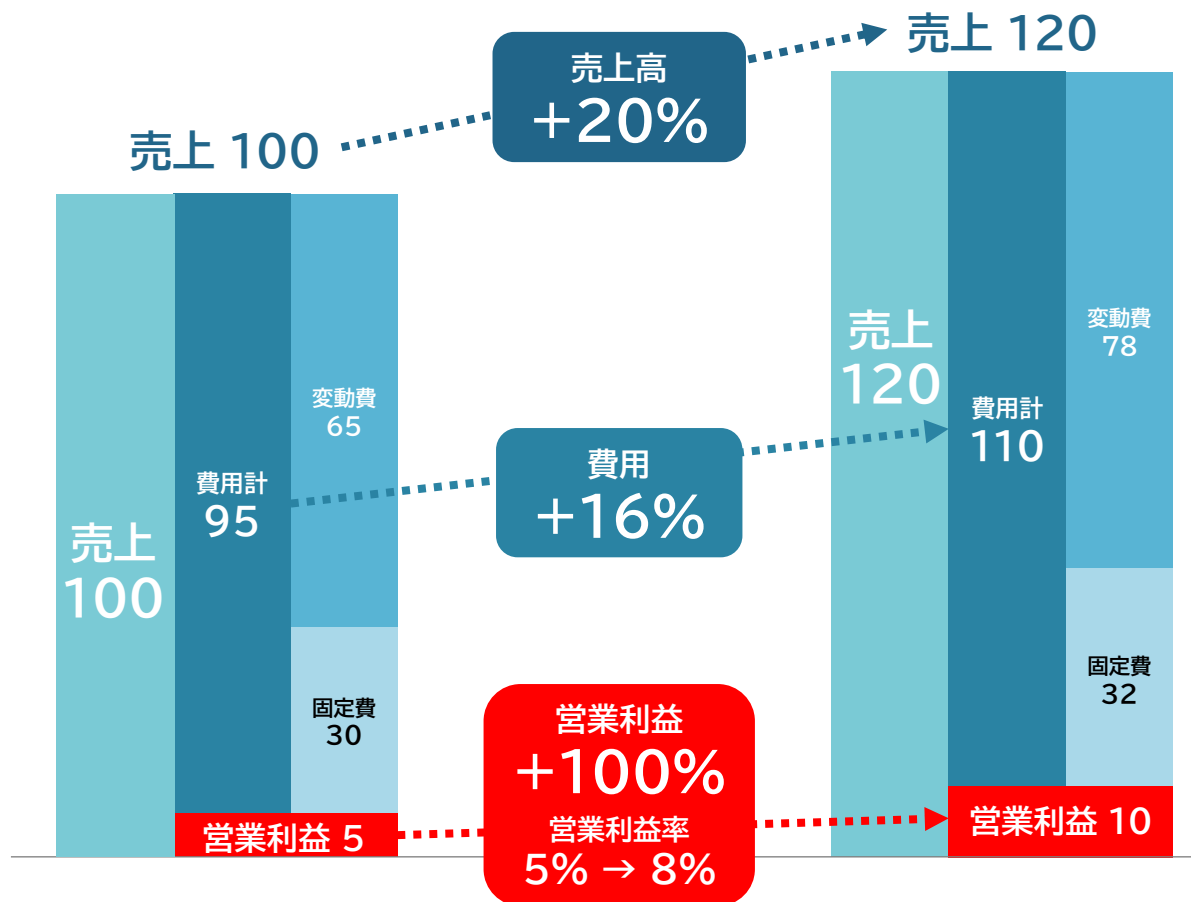 売上 100
売上高
+20%
売上 120
売上
100
費用計
95
変動費
65
固定費
30
営業利益 5
費用
+16%
営業利益
+100%
営業利益率
5% → 8%
売上
120
費用計
110
変動費
78
固定費
32
営業利益 10